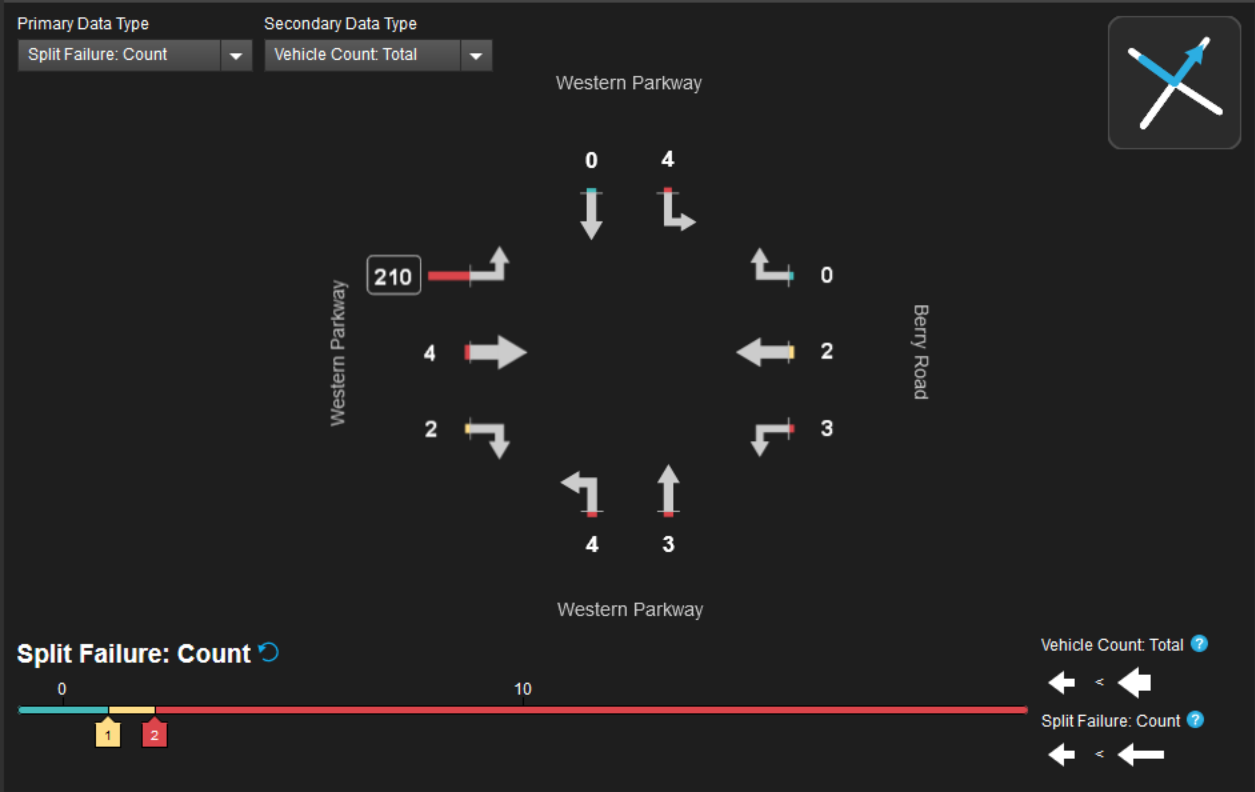 Primary Data Type Secondary Data Type
Split Failure: Count Vehicle Count: Total
Western Parkway
0 4
210 0
4 2
2 3
Western Parkway
Berry Road
4 3
Western Parkway
Split Failure: Count
Vehicle Count: Total ?
0 10
<
1 2
Split Failure: Count ?
<